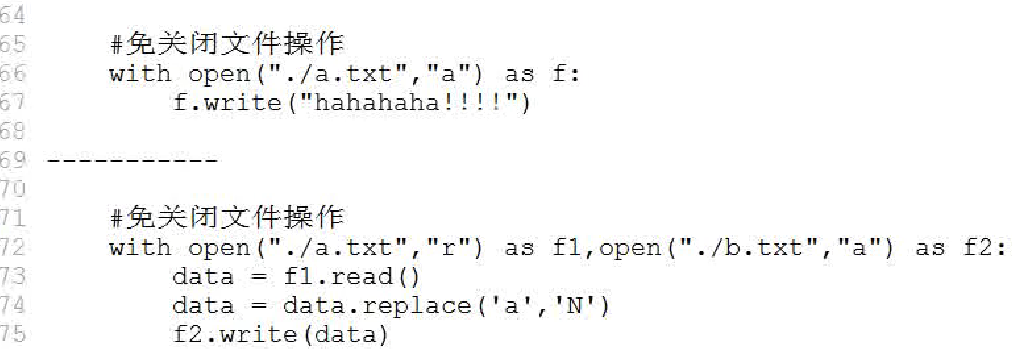 64
65 #免关闭文件操作
66 with open("./a.txt","a") as f:
67 f.write("hahahaha!!!!")
68
69 -----------
70
71 #免关闭文件操作
72 with open("./a.txt","r") as f1,open("./b.txt","a") as f2:
73 data = f1.read()
74 data = data.replace('a','N')
75 f2.write(data)